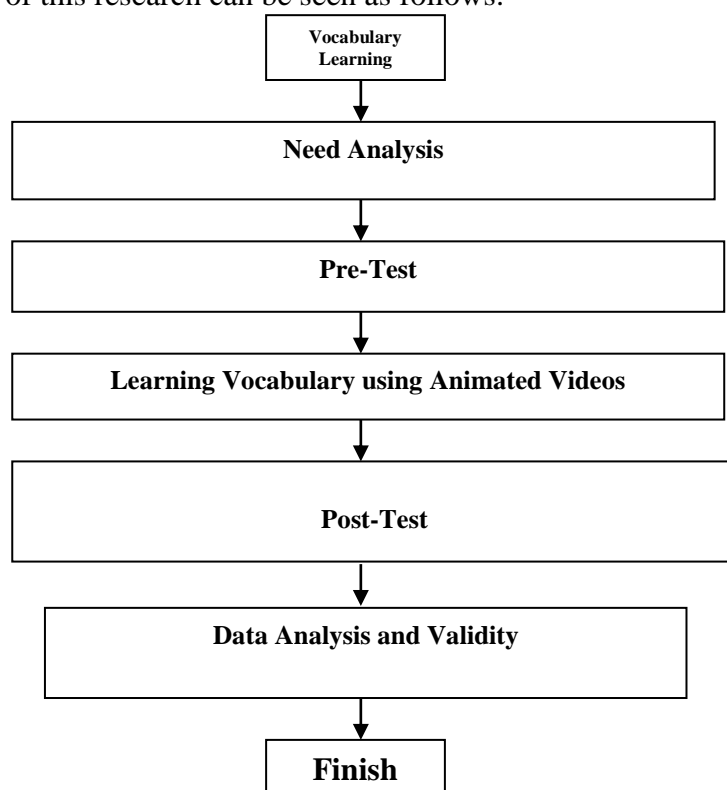 of this research can be seen as follows:
Vocabulary
Learning
Need Analysis
Pre-Test
Learning Vocabulary using Animated Videos
Post-Test
Data Analysis and Validity
Finish